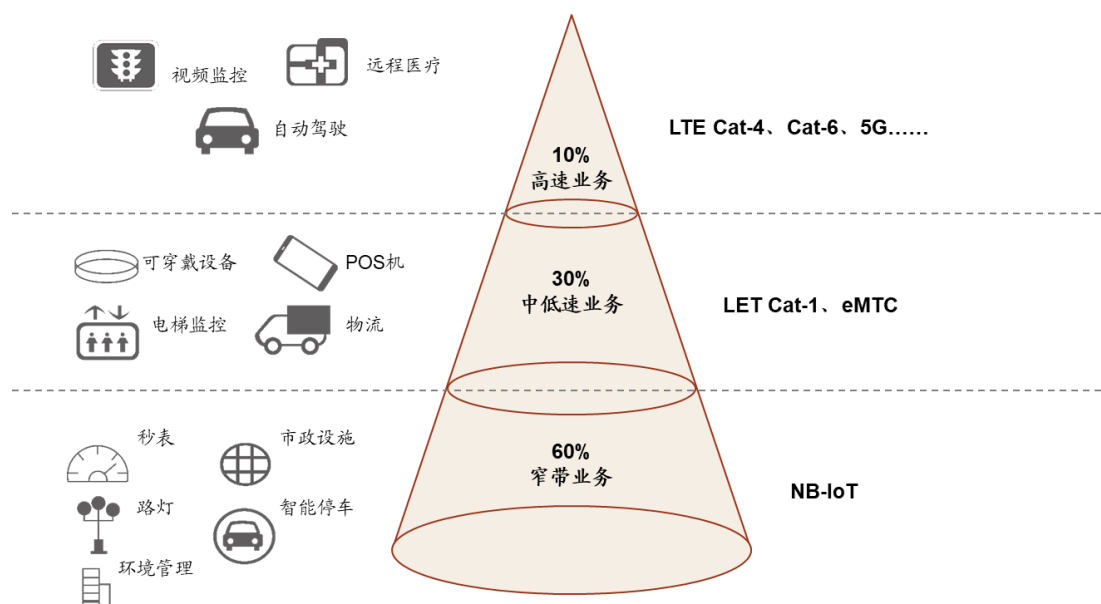 视频监控
远程医疗
自动驾驶
10%
高速业务
LTE Cat-4、Cat-6、5G……
可穿戴设备
POS机
电梯监控
物流
30%
中低速业务
LET Cat-1、eMTC
秒表
市政设施
路灯
智能停车
环境管理
60%
窄带业务
NB-IoT